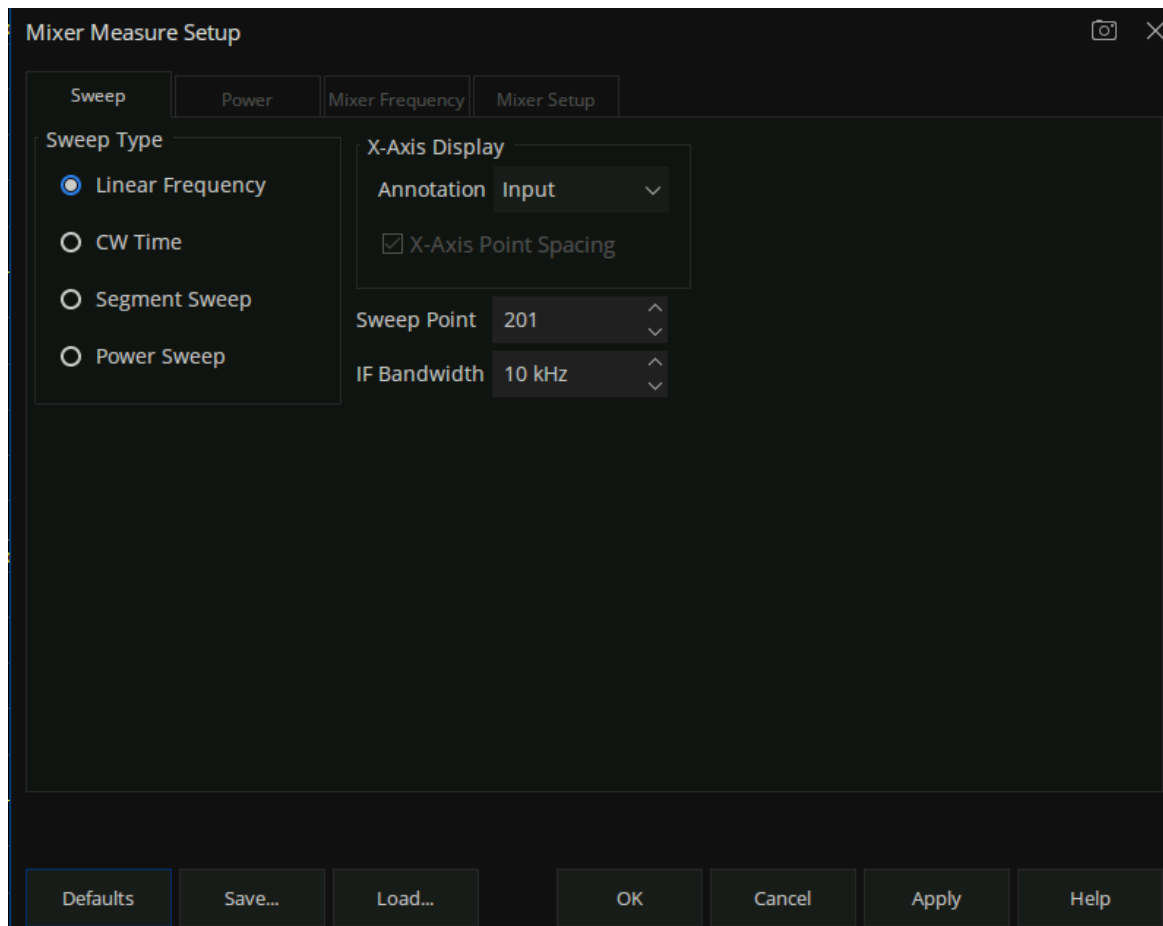 Mixer Measure Setup
Sweep Power Mixer Frequency Mixer Setup
Sweep Type
Linear Frequency
CW Time
Segment Sweep
Power Sweep
X-Axis Display
Annotation Input
X-Axis Point Spacing
Sweep Point 201
IF Bandwidth 10 kHz
Defaults Save... Load... OK Cancel Apply Help